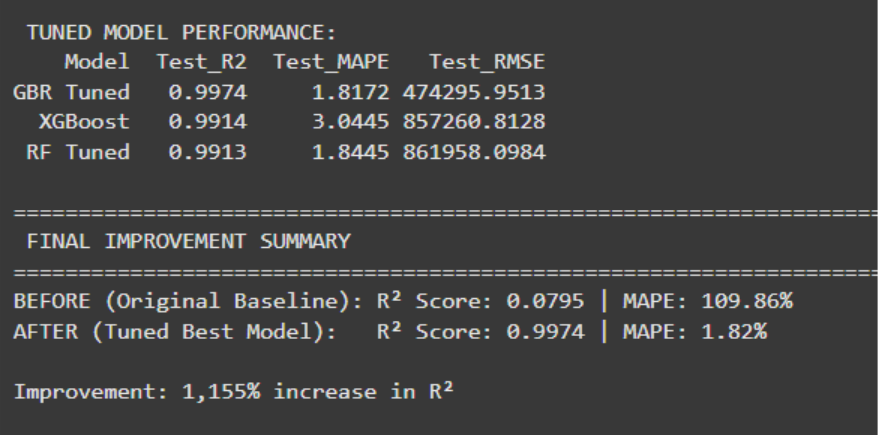 TUNED MODEL PERFORMANCE:
Model Test_R2 Test_MAPE Test_RMSE
GBR Tuned 0.9974 1.8172 474295.9513
XGBoost 0.9914 3.0445 857260.8128
RF Tuned 0.9913 1.8445 861958.0984
====================================================================
FINAL IMPROVEMENT SUMMARY
====================================================================
BEFORE (Original Baseline): R² Score: 0.0795 | MAPE: 109.86%
AFTER (Tuned Best Model): R² Score: 0.9974 | MAPE: 1.82%
Improvement: 1,155% increase in R²